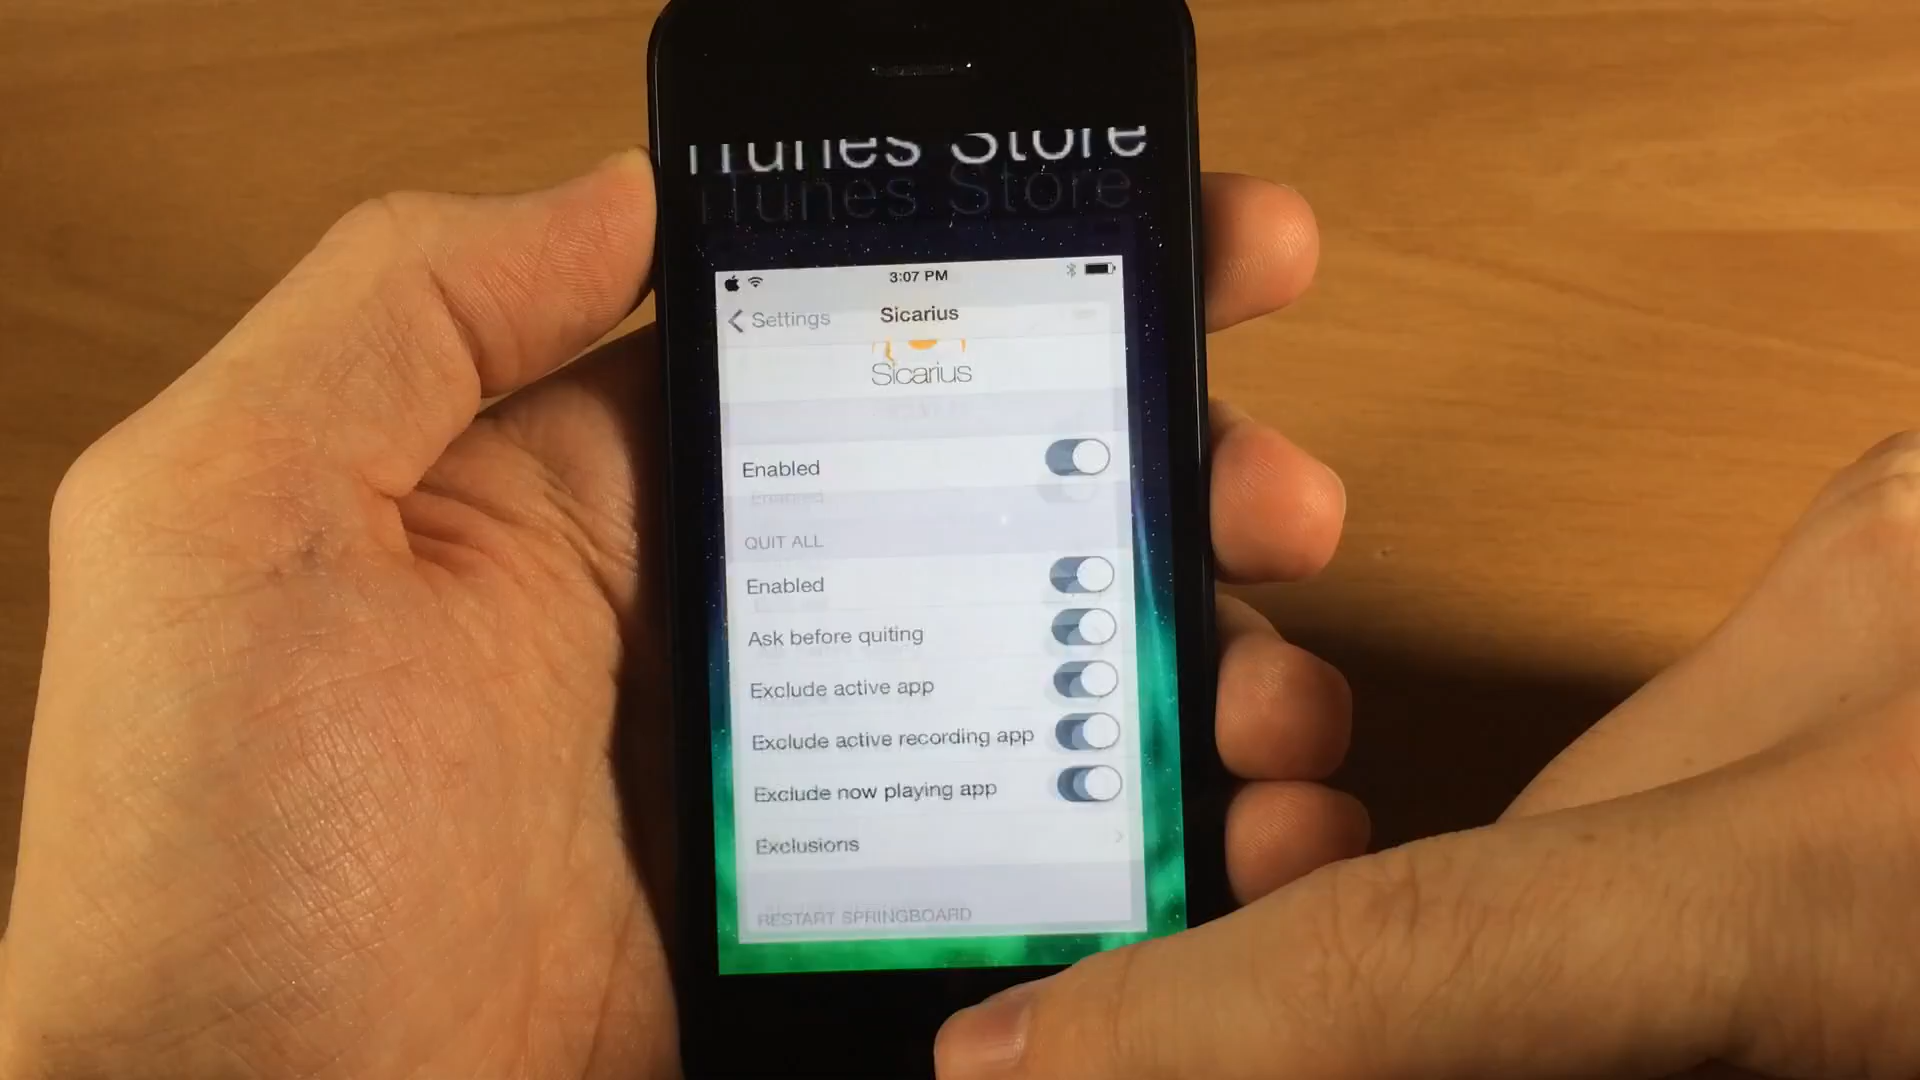 iTunes Store
iTunes Store
3:07 PM
Settings
Sicarius
Sicarius
Enabled
Enabled
QUIT ALL
Enabled
Ask before quiting
Exclude active app
Exclude active recording app
Exclude now playing app
Exclusions
RESTART SPRINGBOARD